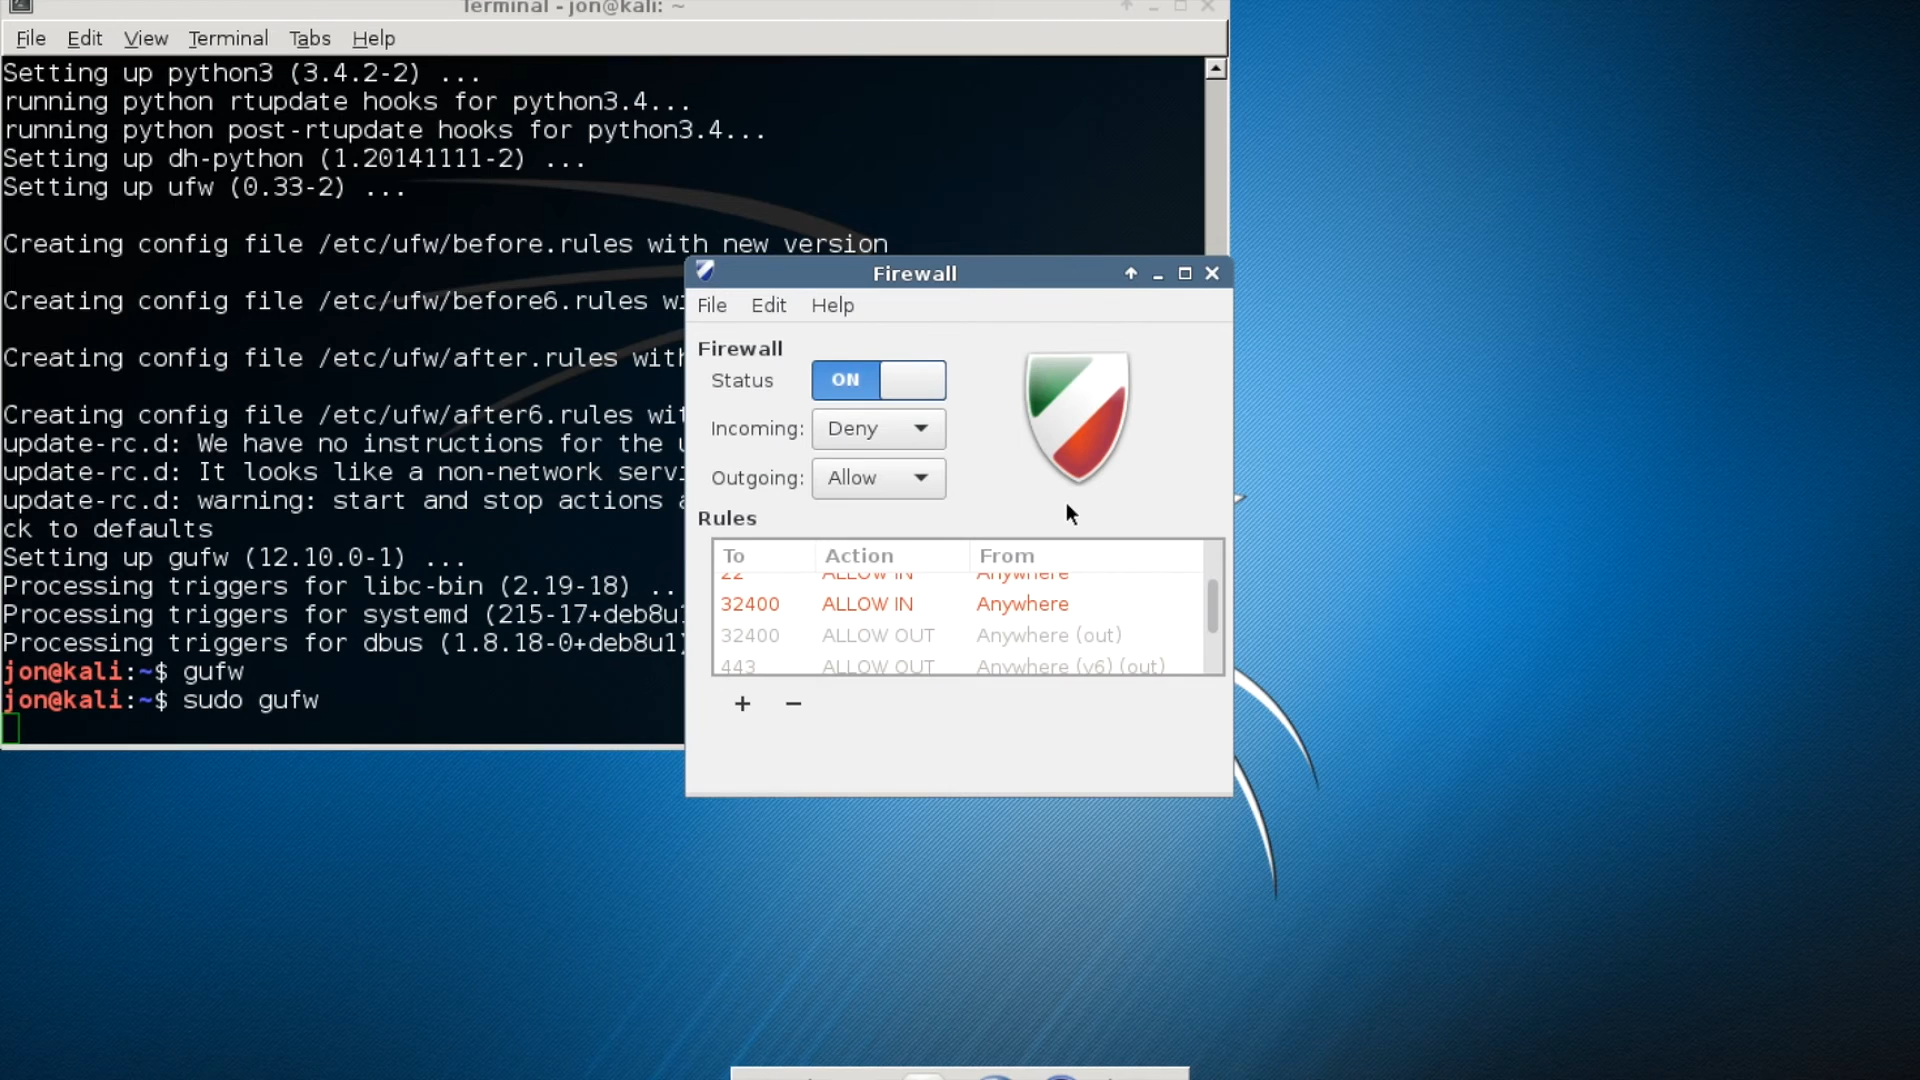 Terminal - jon@kali: ~
File Edit View Terminal Tabs Help
Setting up python3 (3.4.2-2) ...
running python rtupdate hooks for python3.4...
running python post-rtupdate hooks for python3.4...
Setting up dh-python (1.20141111-2) ...
Setting up ufw (0.33-2) ...
Creating config file /etc/ufw/before.rules with new version
Creating config file /etc/ufw/before6.rules
Creating config file /etc/ufw/after.rules with
Creating config file /etc/ufw/after6.rules
update-rc.d: We have no instructions for the
update-rc.d: It looks like a non-network
update-rc.d: warning: start and stop actions
ck to defaults
Setting up gufw (12.10.0-1) ...
Processing triggers for libc-bin (2.19-18) ..
Processing triggers for systemd
Processing triggers for dbus (1.8.18-0+deb8u1)
jon@kali:~$ gufw
jon@kali:~$ sudo gufw
Firewall
File Edit Help
Firewall
Status ON
Incoming: Deny
Outgoing: Allow
Rules
To Action From
22 ALLOW IN Anywhere
32400 ALLOW IN Anywhere
32400 ALLOW OUT Anywhere (out)
443 ALLOW OUT Anywhere (v6) (out)
+ −